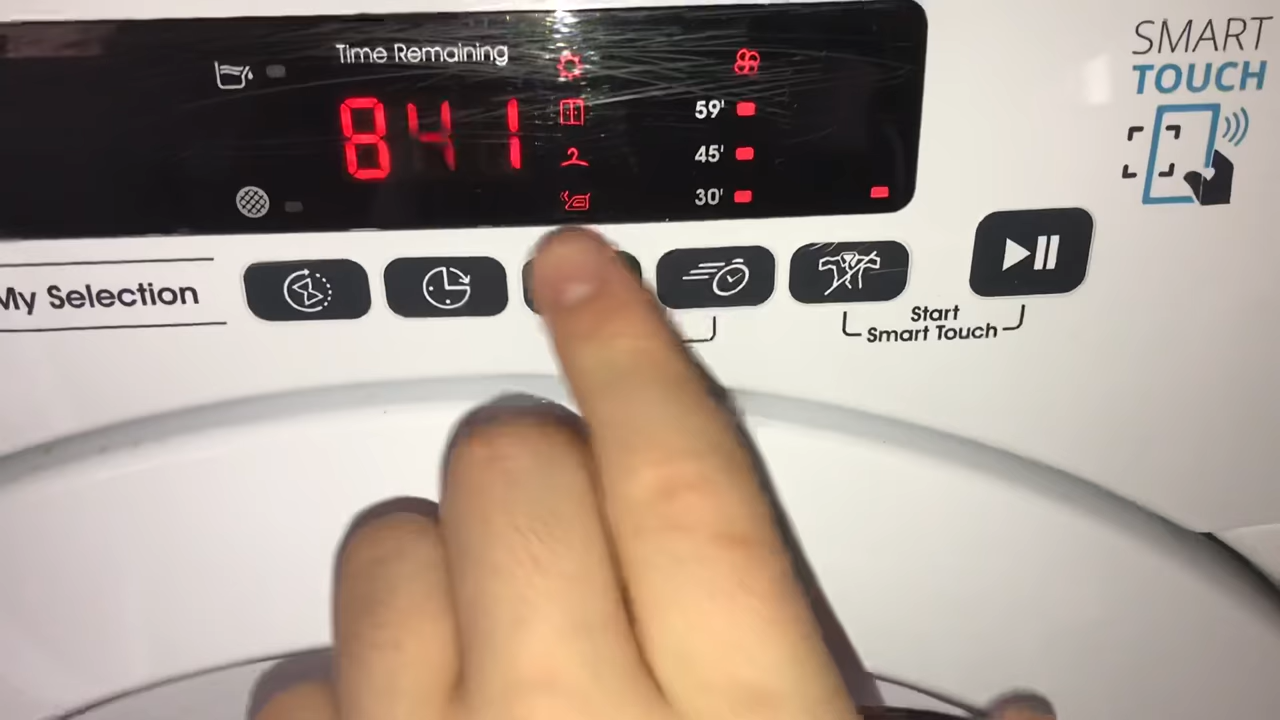 Time Remaining
841
59'
45'
30'
SMART
TOUCH
My Selection
Start
Smart Touch